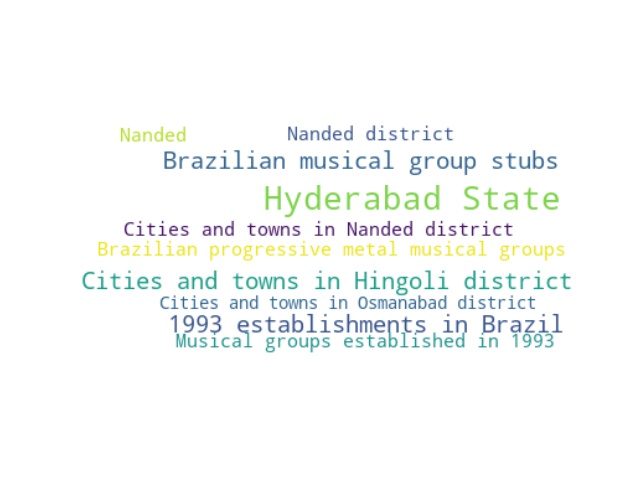 Nanded
Nanded district
Brazilian musical group stubs
Hyderabad State
Cities and towns in Nanded district
Brazilian progressive metal musical groups
Cities and towns in Hingoli district
Cities and towns in Osmanabad district
1993 establishments in Brazil
Musical groups established in 1993